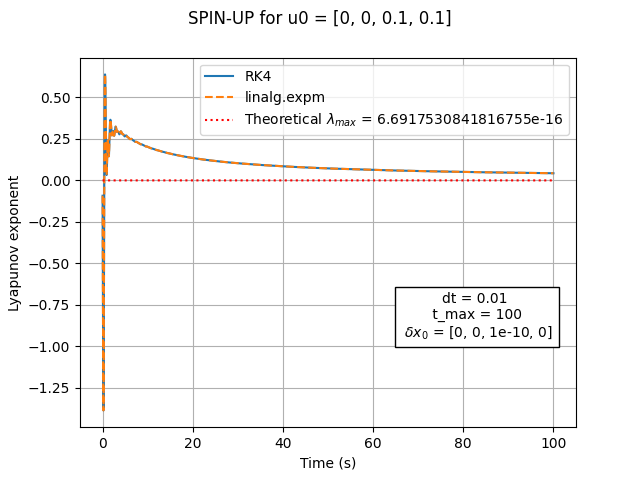 SPIN-UP for u0 = [0, 0, 0.1, 0.1]
RK4
linalg.expm
Theoretical λmax = 6.6917530841816755e-16
0.50
0.25
0.00
−0.25
−0.50
−0.75
−1.00
−1.25
Lyapunov exponent
dt = 0.01
t_max = 100
δx0 = [0, 0, 1e-10, 0]
0 20 40 60 80 100
Time (s)